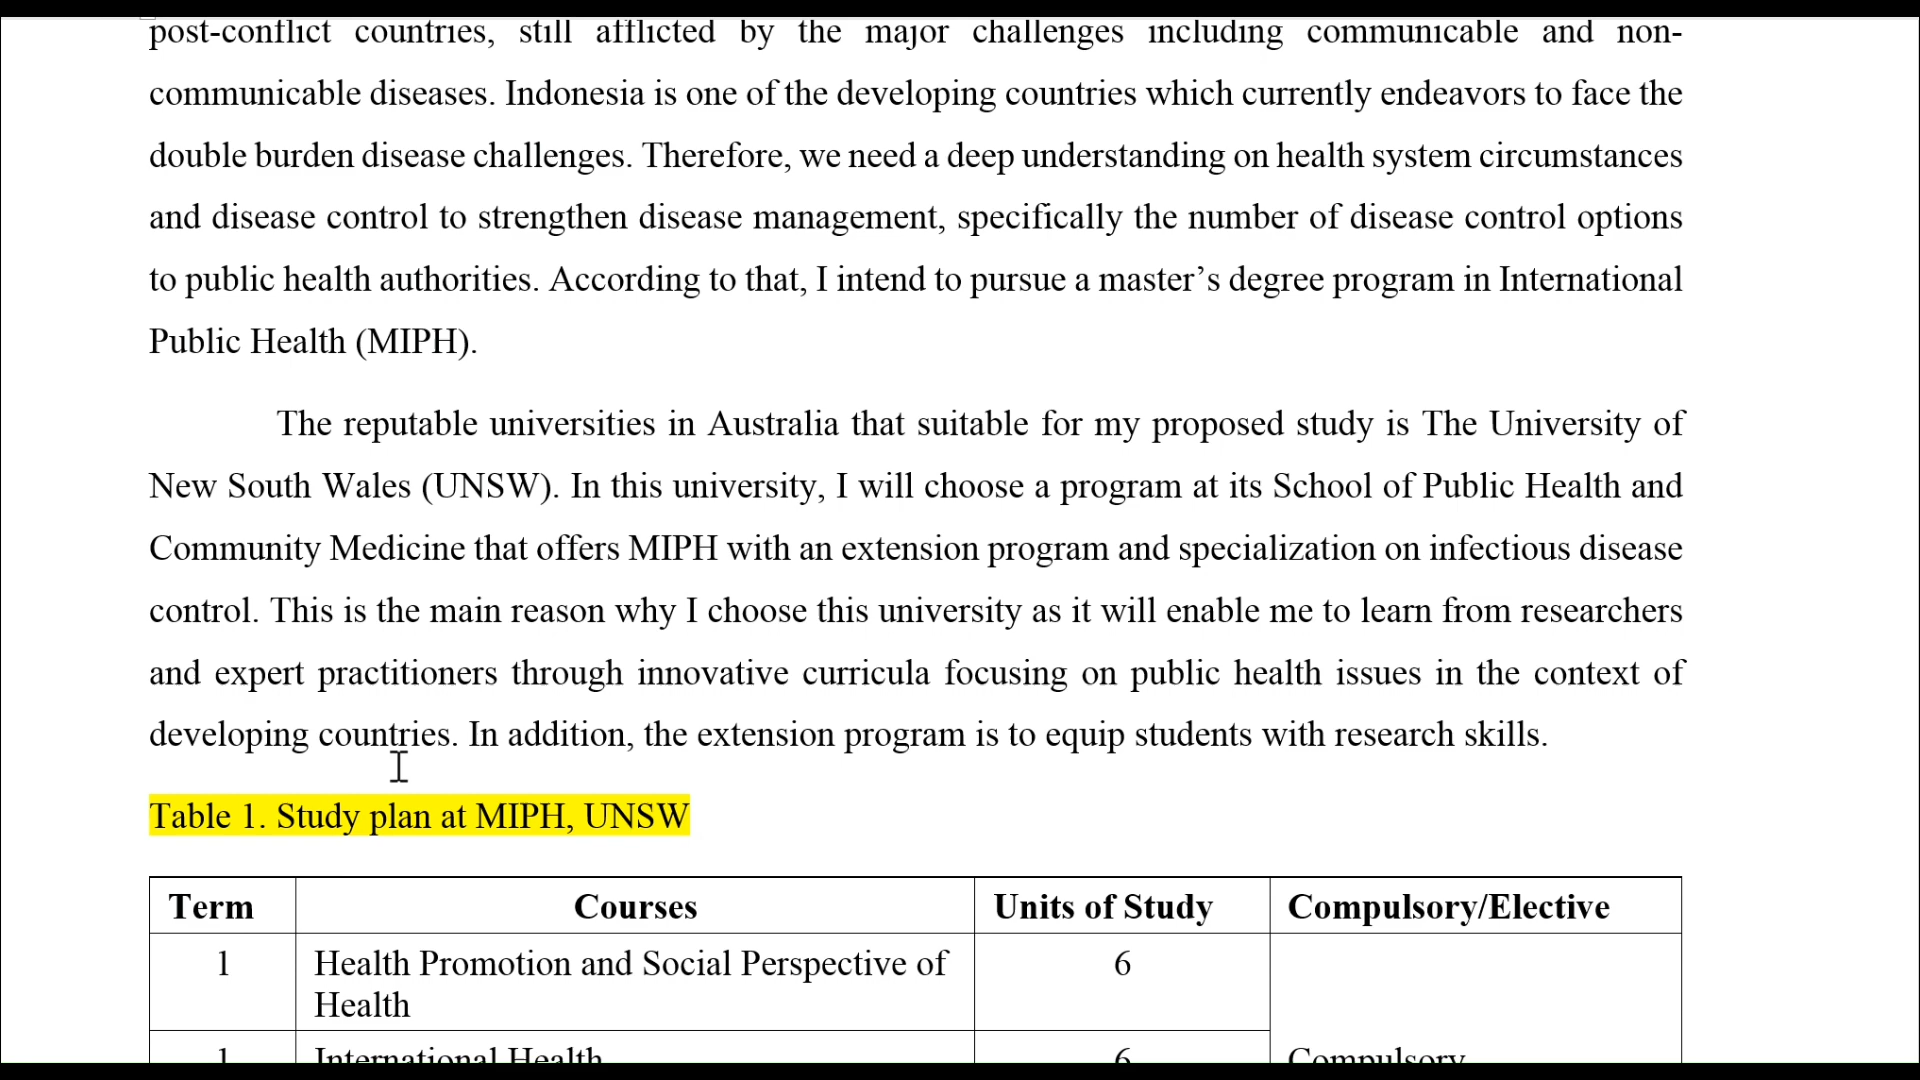 post-conflict countries, still afflicted by the major challenges including communicable and non-
communicable diseases. Indonesia is one of the developing countries which currently endeavors to face the
double burden disease challenges. Therefore, we need a deep understanding on health system circumstances
and disease control to strengthen disease management, specifically the number of disease control options
to public health authorities. According to that, I intend to pursue a master’s degree program in International
Public Health (MIPH).
The reputable universities in Australia that suitable for my proposed study is The University of
New South Wales (UNSW). In this university, I will choose a program at its School of Public Health and
Community Medicine that offers MIPH with an extension program and specialization on infectious disease
control. This is the main reason why I choose this university as it will enable me to learn from researchers
and expert practitioners through innovative curricula focusing on public health issues in the context of
developing countries. In addition, the extension program is to equip students with research skills.
Table 1. Study plan at MIPH, UNSW
Term Courses Units of Study Compulsory/Elective
1 Health Promotion and Social Perspective of 6
Health
1 International Health 6 Compulsory